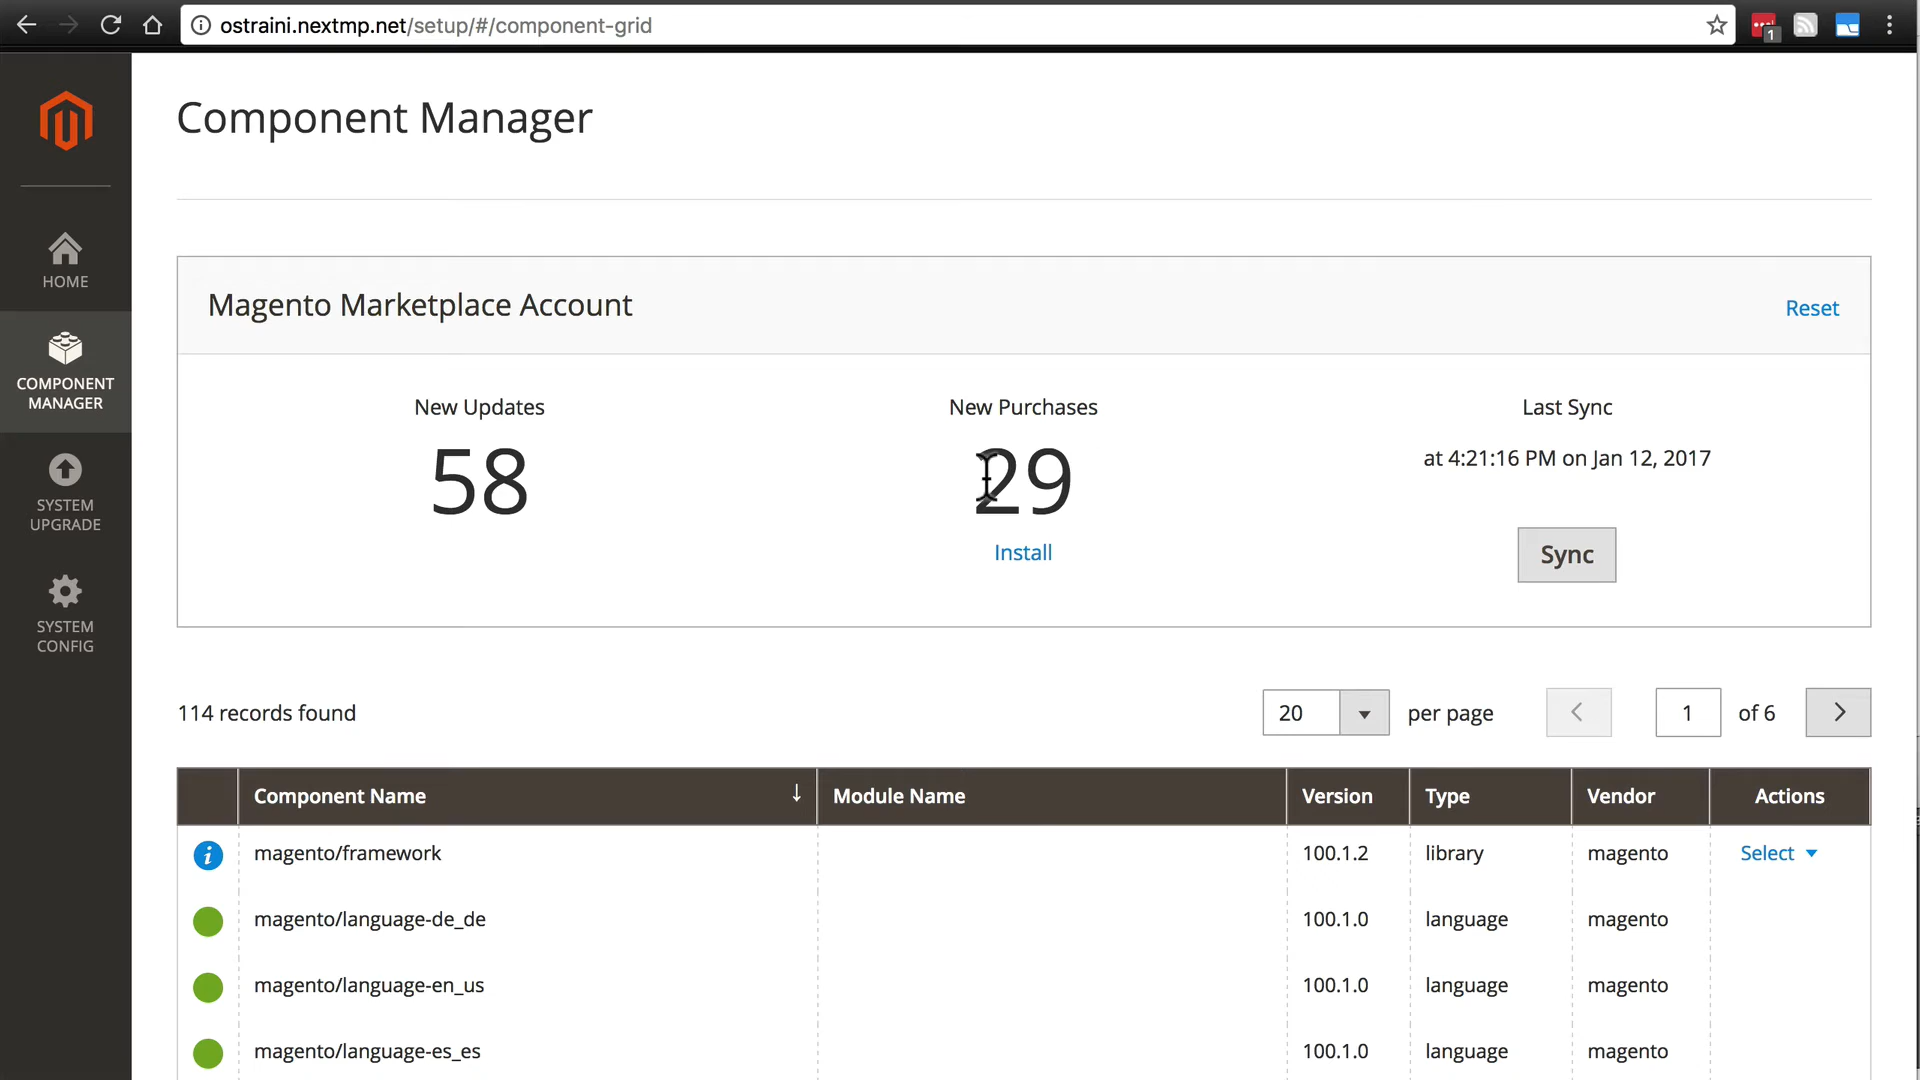 ostraini.nextmp.net/setup/#/component-grid
1
Component Manager
HOME
COMPONENT
MANAGER
SYSTEM
UPGRADE
SYSTEM
CONFIG
Magento Marketplace Account
Reset
New Updates
58
New Purchases
29
Install
Last Sync
at 4:21:16 PM on Jan 12, 2017
Sync
114 records found
20 per page 1 of 6
Component Name ↓ Module Name Version Type Vendor Actions
magento/framework 100.1.2 library magento Select
magento/language-de_de 100.1.0 language magento
magento/language-en_us 100.1.0 language magento
magento/language-es_es 100.1.0 language magento